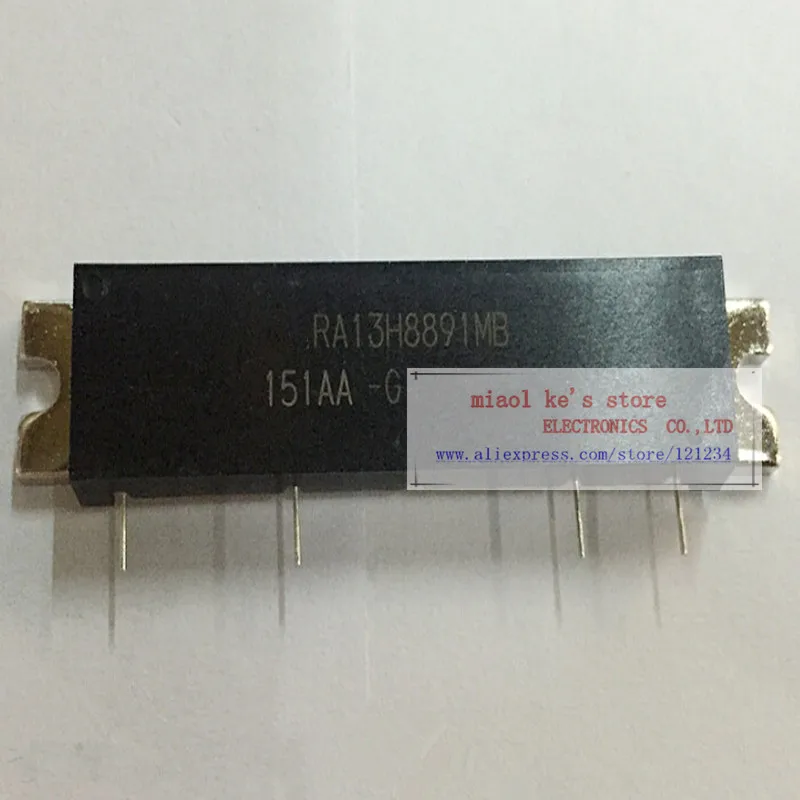 RA13H8891MB
151AA -G
miaol ke's store
ELECTRONICS CO.,LTD
www.aliexpress.com/store/121234